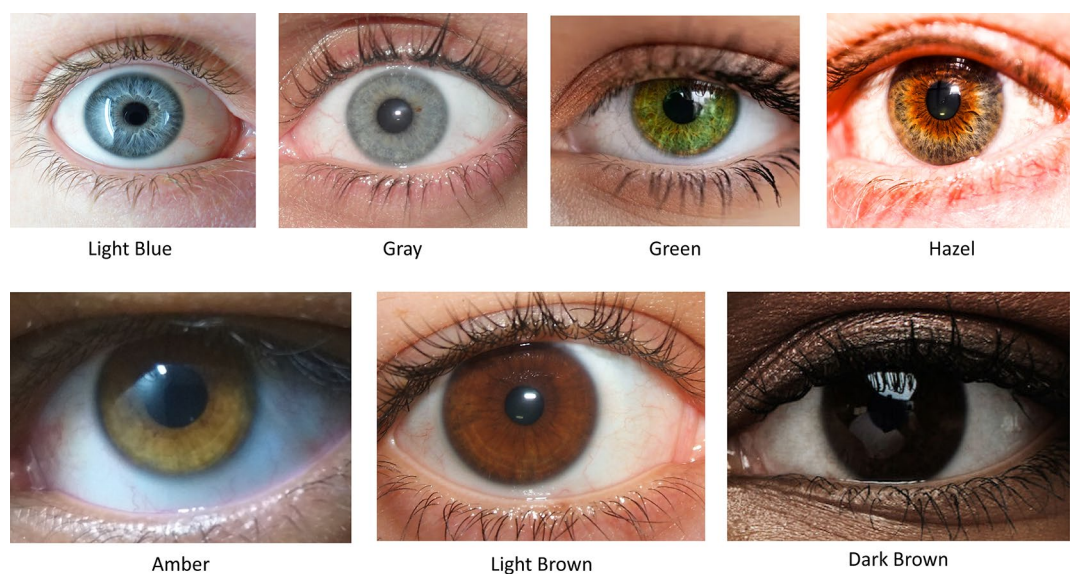 Light Blue
Gray
Green
Hazel
Amber
Light Brown
Dark Brown